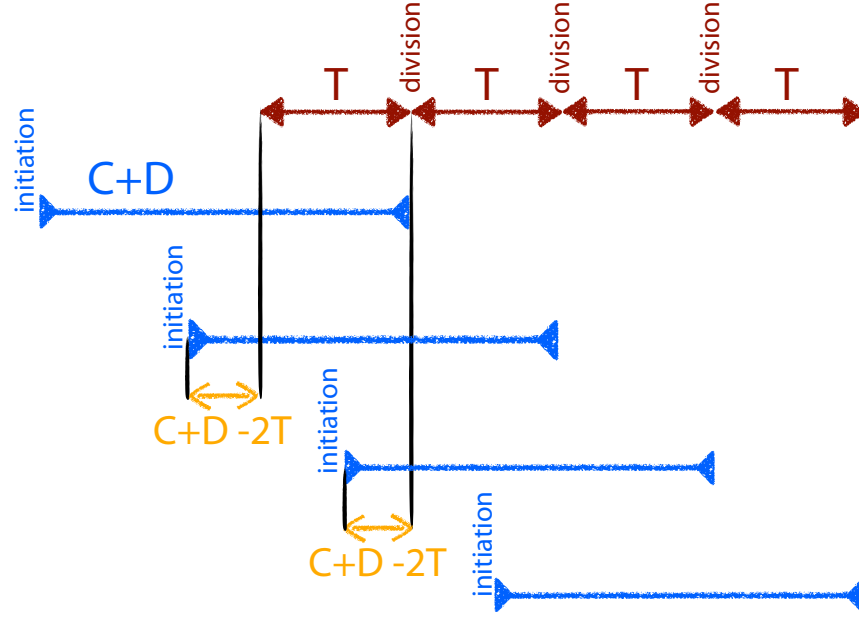 division
division
division
T
T
T
T
initiation
C+D
initiation
C+D -2T
initiation
C+D -2T
initiation